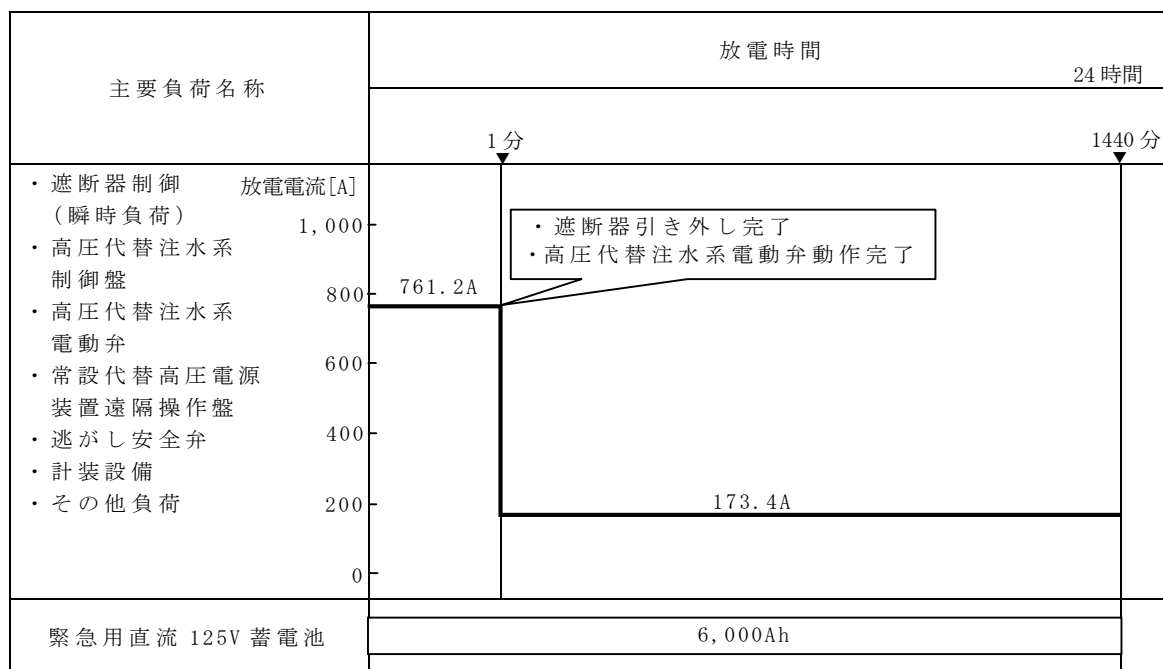 主要負荷名称
放電時間
24時間
1分
1440分
・遮断器制御
(瞬時負荷)
・高圧代替注水系
制御盤
・高圧代替注水系
電動弁
・常設代替高圧電源
装置遠隔操作盤
・逃がし安全弁
・計装設備
・その他負荷
放電電流[A]
1,000
800
600
400
200
0
761.2A
・遮断器引き外し完了
・高圧代替注水系電動弁動作完了
173.4A
緊急用直流 125V 蓄電池
6,000Ah